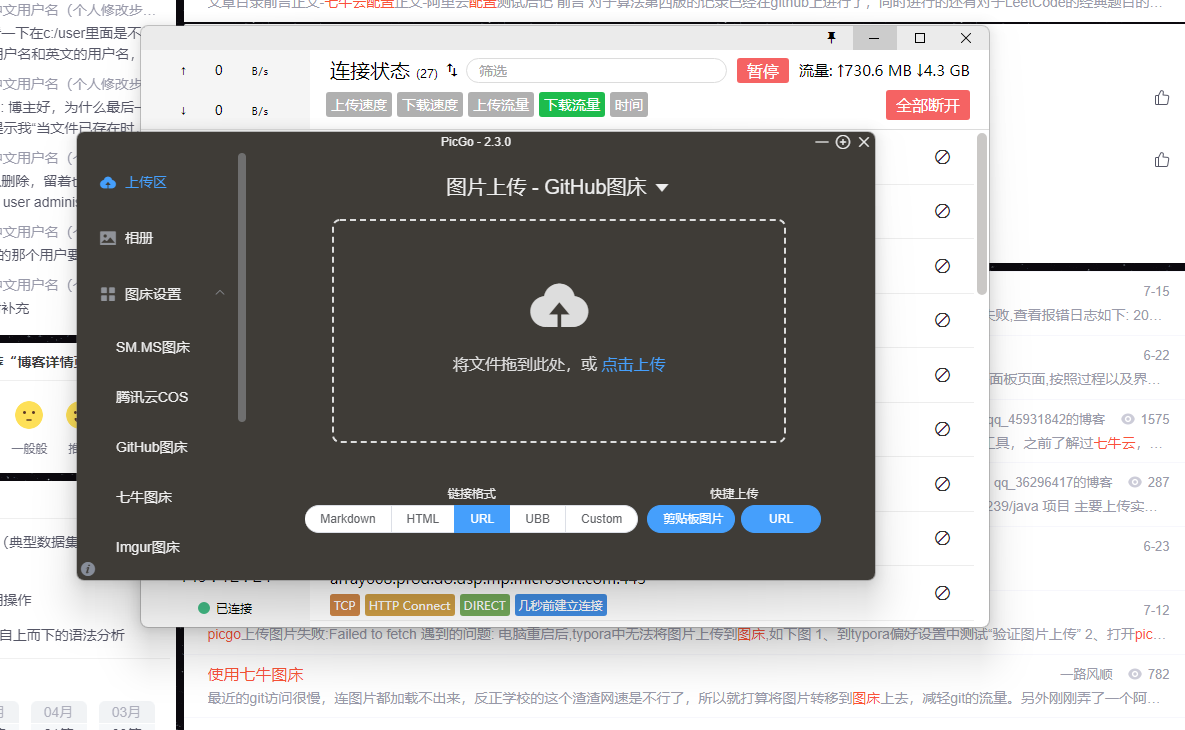 文章目录前言正文-七牛云配置正文-阿里云配置测试后记 前言 对于算法第四版的记录已经在github上进行了，同时进行的还有对于LeetCode的经典题目的…
文用户名（个人修改步…
一下在c:/user里面是不
用户名和英文的用户名，
文用户名（个人修改步…
: 博主好，为什么最后一
示我“当文件已存在时
中文用户名（个
删除，留着也
user adminis
中文用户名（
的那个用户要
中文用户名（
补充
“博客详情页
一般般
（典型数据集
操作
自上而下的语法分析
04月
03月
↑ 0 B/s
↓ 0 B/s
连接状态 (27)
筛选
暂停
流量: ↑730.6 MB ↓4.3 GB
上传速度 下载速度 上传流量 下载流量 时间
全部断开
PicGo - 2.3.0
上传区
相册
图床设置
SM.MS图床
腾讯云COS
GitHub图床
七牛图床
Imgur图床
图片上传 - GitHub图床
将文件拖到此处，或 点击上传
链接格式
快捷上传
Markdown HTML URL UBB Custom
剪贴板图片 URL
已连接
TCP HTTP Connect DIRECT 几秒前建立连接
7-15
失败,查看报错日志如下: 20…
6-22
面板页面,按照过程以及界…
qq_45931842的博客 1575
工具，之前了解过七牛云，…
qq_36296417的博客 287
239/java 项目 主要上传实…
6-23
7-12
picgo上传图片失败:Failed to fetch 遇到的问题: 电脑重启后,typora中无法将图片上传到图床,如下图 1、到typora偏好设置中测试“验证图片上传” 2、打开pic…
使用七牛图床
一路风顺 782
最近的git访问很慢，连图片都加载不出来，反正学校的这个渣渣网速是不行了，所以就打算将图片转移到图床上去，减轻git的流量。另外刚刚弄了一个阿…